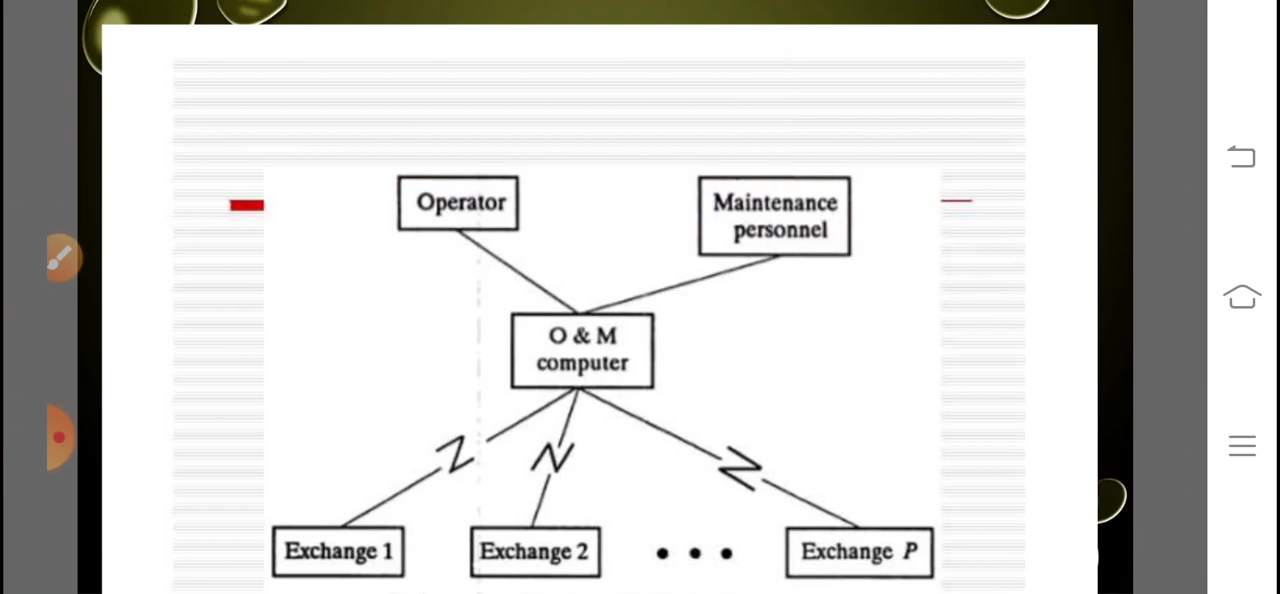 Operator
Maintenance
personnel
O & M
computer
Exchange 1
Exchange 2
Exchange P